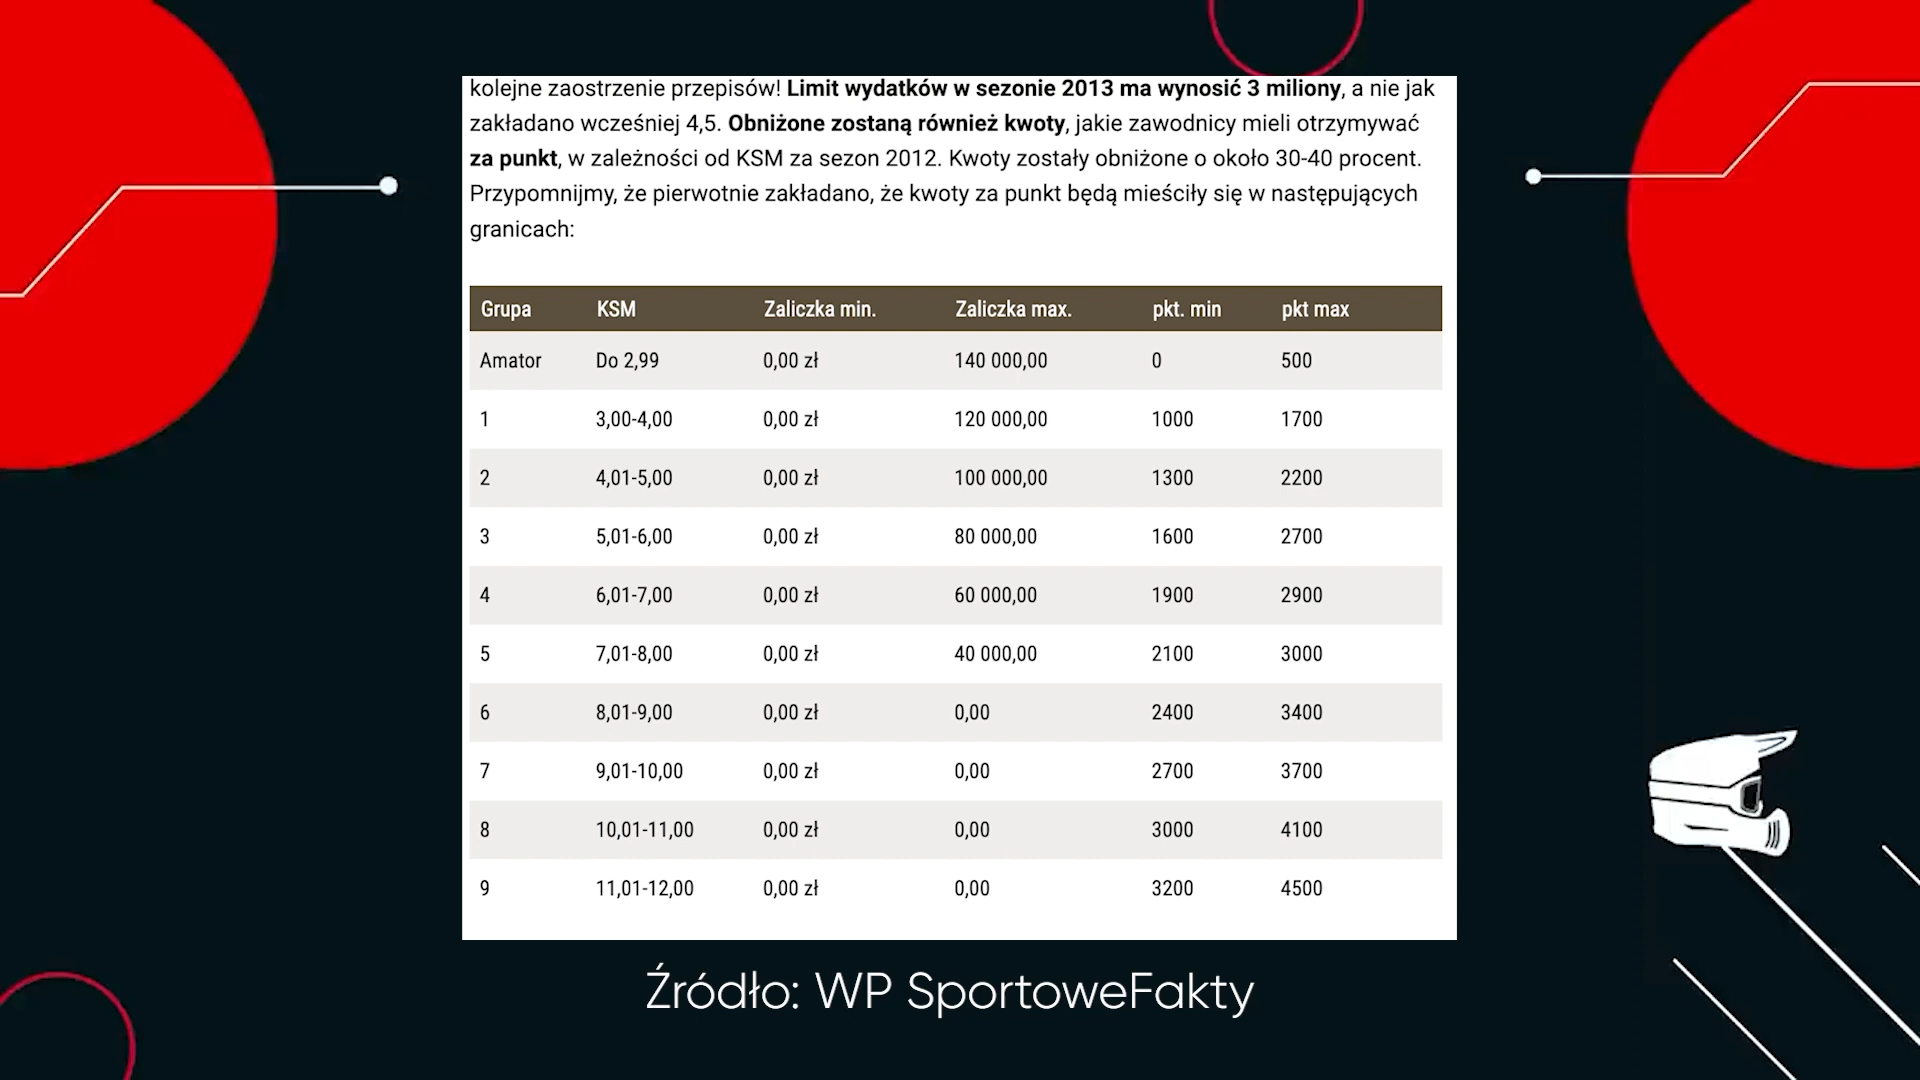 kolejne zaostrzenie przepisów! Limit wydatków w sezonie 2013 ma wynosić 3 miliony, a nie jak
zakładano wcześniej 4,5. Obniżone zostaną również kwoty, jakie zawodnicy mieli otrzymywać
za punkt, w zależności od KSM za sezon 2012. Kwoty zostały obniżone o około 30-40 procent.
Przypomnijmy, że pierwotnie zakładano, że kwoty za punkt będą mieściły się w następujących
granicach:
Grupa KSM Zaliczka min. Zaliczka max. pkt. min pkt max
Amator Do 2,99 0,00 zł 140 000,00 0 500
1 3,00-4,00 0,00 zł 120 000,00 1000 1700
2 4,01-5,00 0,00 zł 100 000,00 1300 2200
3 5,01-6,00 0,00 zł 80 000,00 1600 2700
4 6,01-7,00 0,00 zł 60 000,00 1900 2900
5 7,01-8,00 0,00 zł 40 000,00 2100 3000
6 8,01-9,00 0,00 zł 0,00 2400 3400
7 9,01-10,00 0,00 zł 0,00 2700 3700
8 10,01-11,00 0,00 zł 0,00 3000 4100
9 11,01-12,00 0,00 zł 0,00 3200 4500
Źródło: WP SportoweFakty